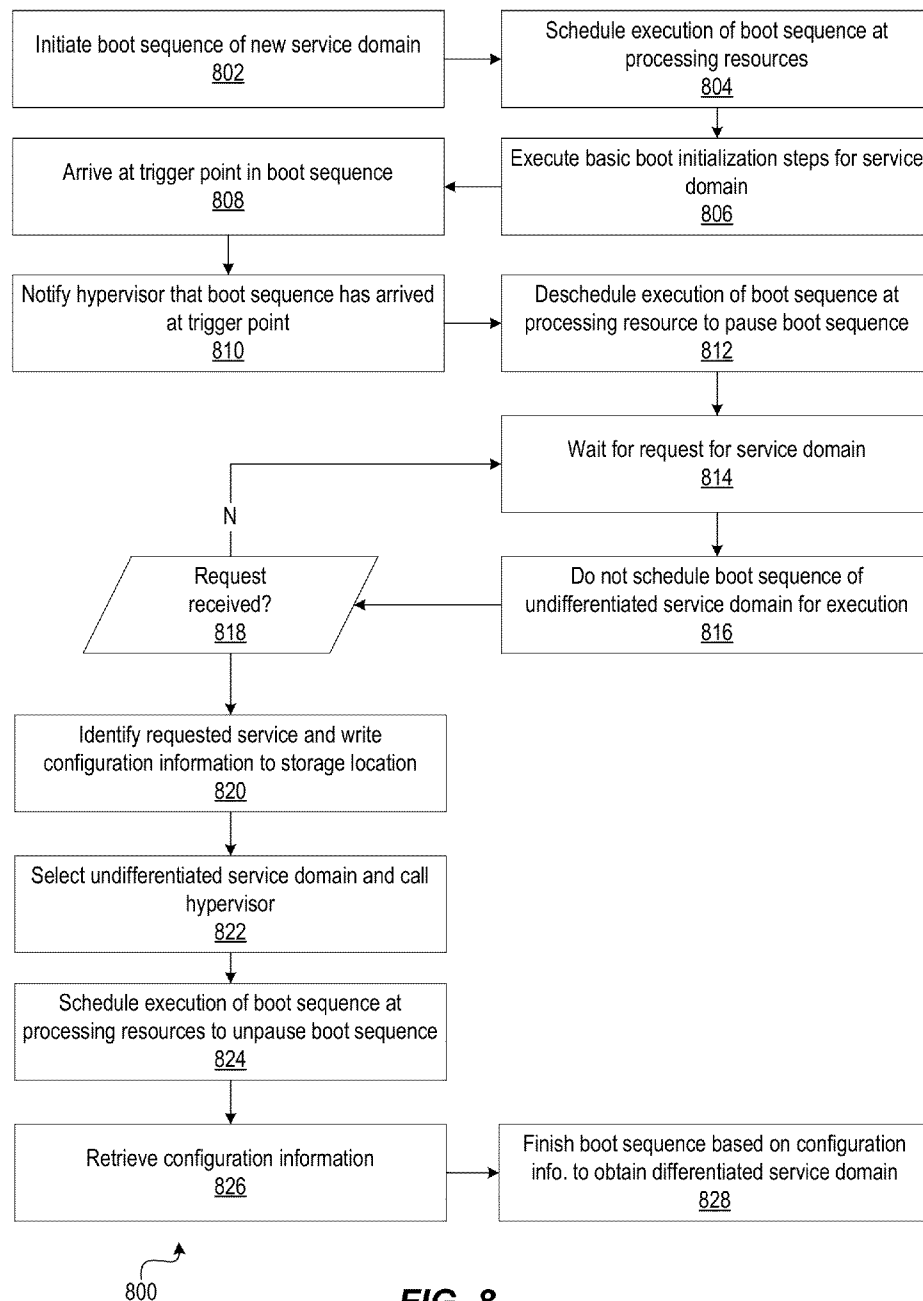 Initiate boot sequence of new service domain
802
Schedule execution of boot sequence at
processing resources
804
Execute basic boot initialization steps for service
domain
806
Arrive at trigger point in boot sequence
808
Notify hypervisor that boot sequence has arrived
at trigger point
810
Deschedule execution of boot sequence at
processing resource to pause boot sequence
812
Wait for request for service domain
814
Do not schedule boot sequence of
undifferentiated service domain for execution
816
N
Request
received?
818
Identify requested service and write
configuration information to storage location
820
Select undifferentiated service domain and call
hypervisor
822
Schedule execution of boot sequence at
processing resources to unpause boot sequence
824
Retrieve configuration information
826
Finish boot sequence based on configuration
info. to obtain differentiated service domain
828
800
FIG. 8